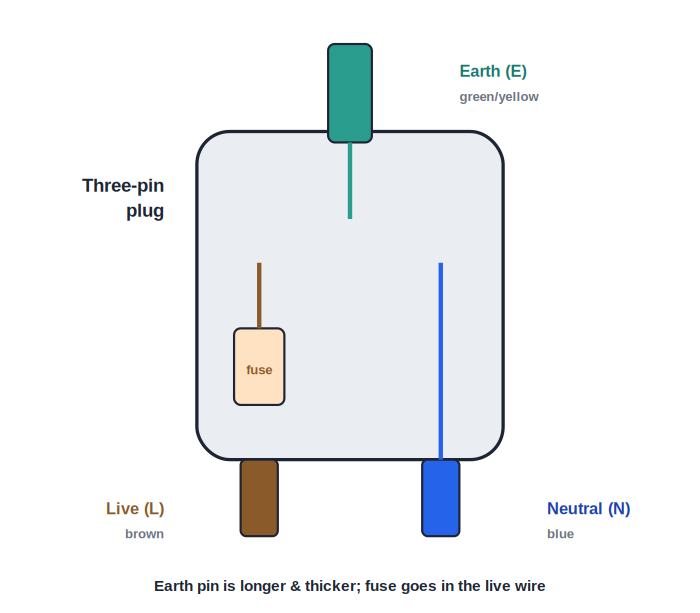 Earth (E)
green/yellow
Three-pin
plug
fuse
Live (L)
brown
Neutral (N)
blue
Earth pin is longer & thicker; fuse goes in the live wire